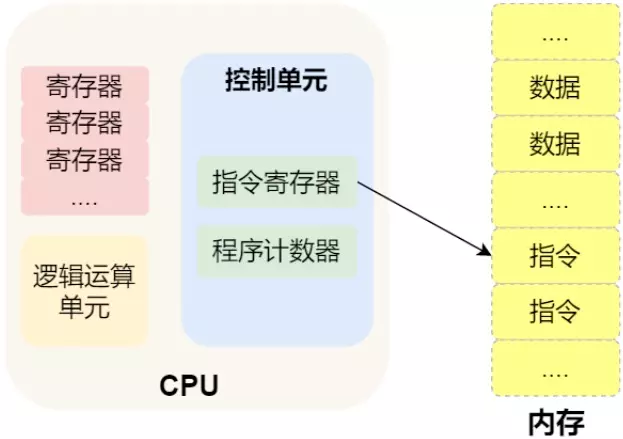 寄存器
寄存器
寄存器
....
逻辑运算
单元
控制单元
指令寄存器
程序计数器
CPU
....
数据
数据
....
指令
指令
....
内存